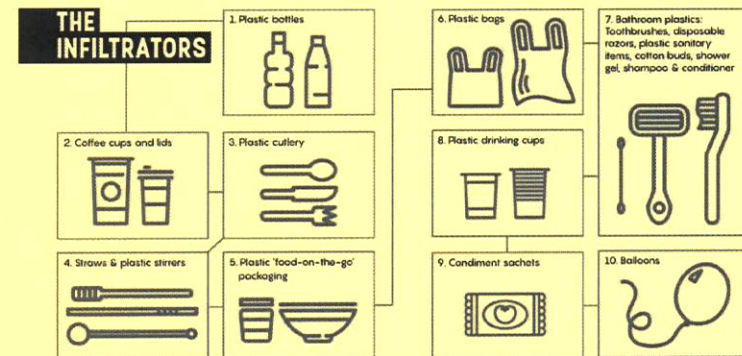 THE
INFILTRATORS
1. Plastic bottles
2. Coffee cups and lids
3. Plastic cutlery
4. Straws & plastic stirrers
5. Plastic 'food-on-the-go'
packaging
6. Plastic bags
7. Bathroom plastics:
Toothbrushes, disposable
razors, plastic sanitary
items, cotton buds, shower
gel, shampoo & conditioner
8. Plastic drinking cups
9. Condiment sachets
10. Balloons